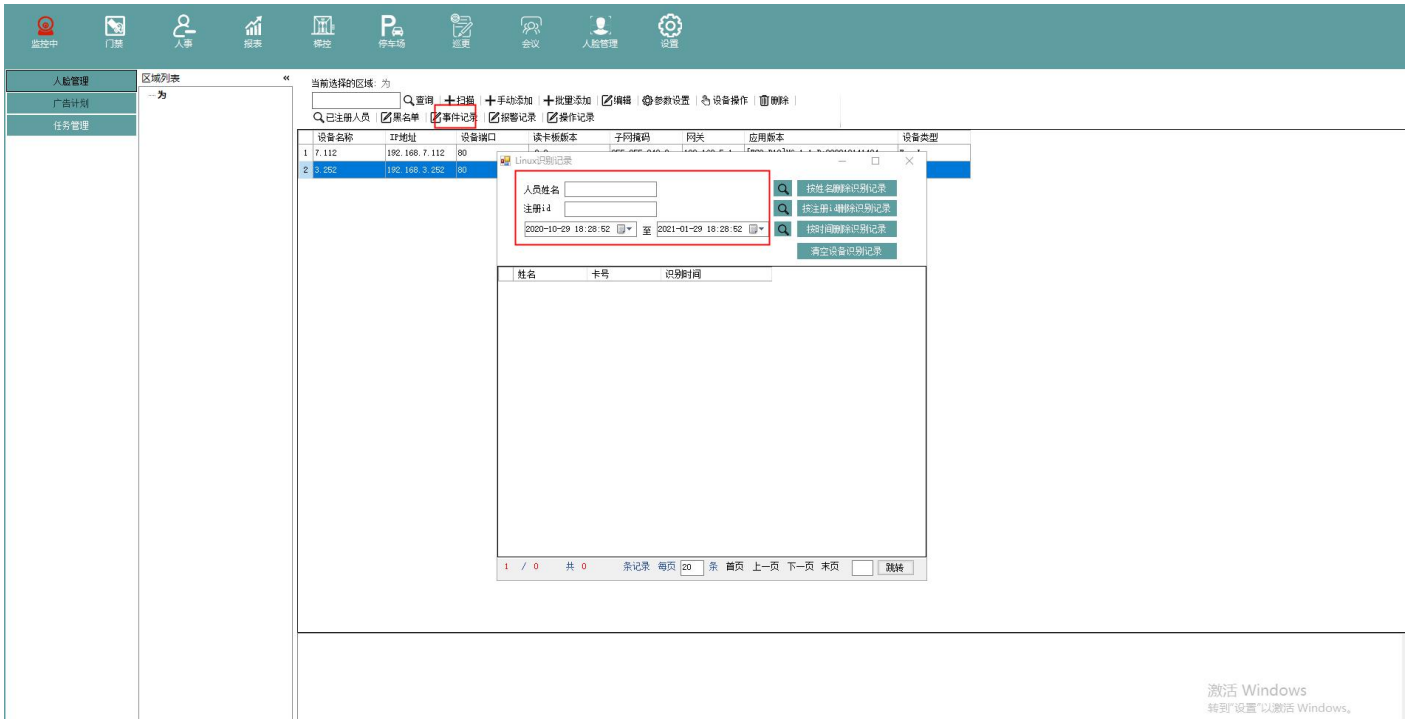 监控中 门禁 人事 报表 梯控 停车场 巡更 会议 人脸管理 设置
人脸管理
广告计划
任务管理
区域列表 «
为
当前选择的区域: 为
查询 扫描 手动添加 批里添加 编辑 参数设置 设备操作 删除
已注册人员 黑名单 事件记录 报警记录 操作记录
设备名称 IP地址 设备端口 读卡板版本 子网掩码 网关 应用版本 设备类型
1 7.112 192.168.7.112 80
2 3.252 192.168.3.252 80
Linux识别记录
人员姓名 按姓名删除识别记录
注册id 按注册id删除识别记录
2020-10-29 18:28:52 至 2021-01-29 18:28:52 按时间删除识别记录
清空设备识别记录
姓名 卡号 识别时间
1 / 0 共 0 条记录 每页 20 条 首页 上一页 下一页 末页 跳转
激活 Windows
转到"设置"以激活 Windows。